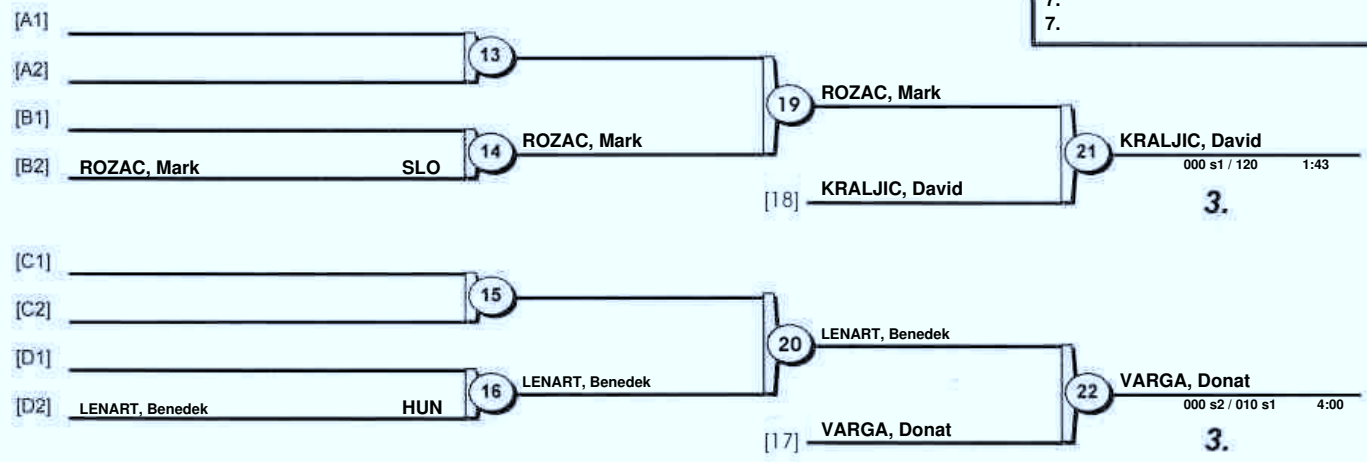 7.
7.
[A1]
13
[A2]
[B1]
19 ROZAC, Mark
14 ROZAC, Mark
[B2] ROZAC, Mark SLO
21 KRALJIC, David
000 s1 / 120 1:43
[18] KRALJIC, David
3.
[C1]
15
[C2]
[D1]
20 LENART, Benedek
16 LENART, Benedek
[D2] LENART, Benedek HUN
22 VARGA, Donat
000 s2 / 010 s1 4:00
[17] VARGA, Donat
3.